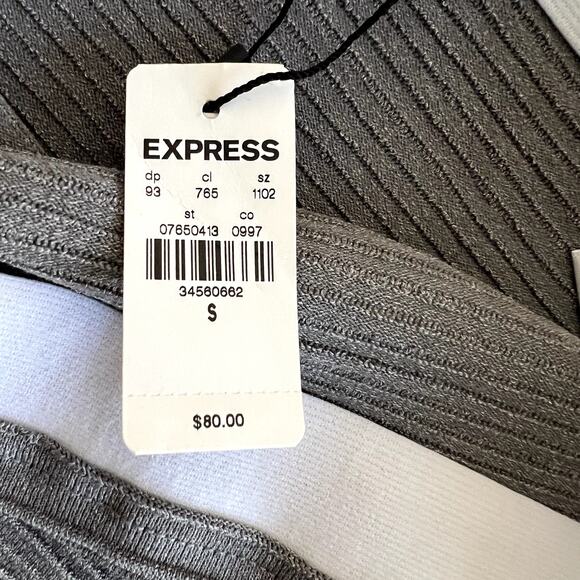 EXPRESS
dp cl sz
93 765 1102
st co
07650413 0997
34560662
S
$80.00